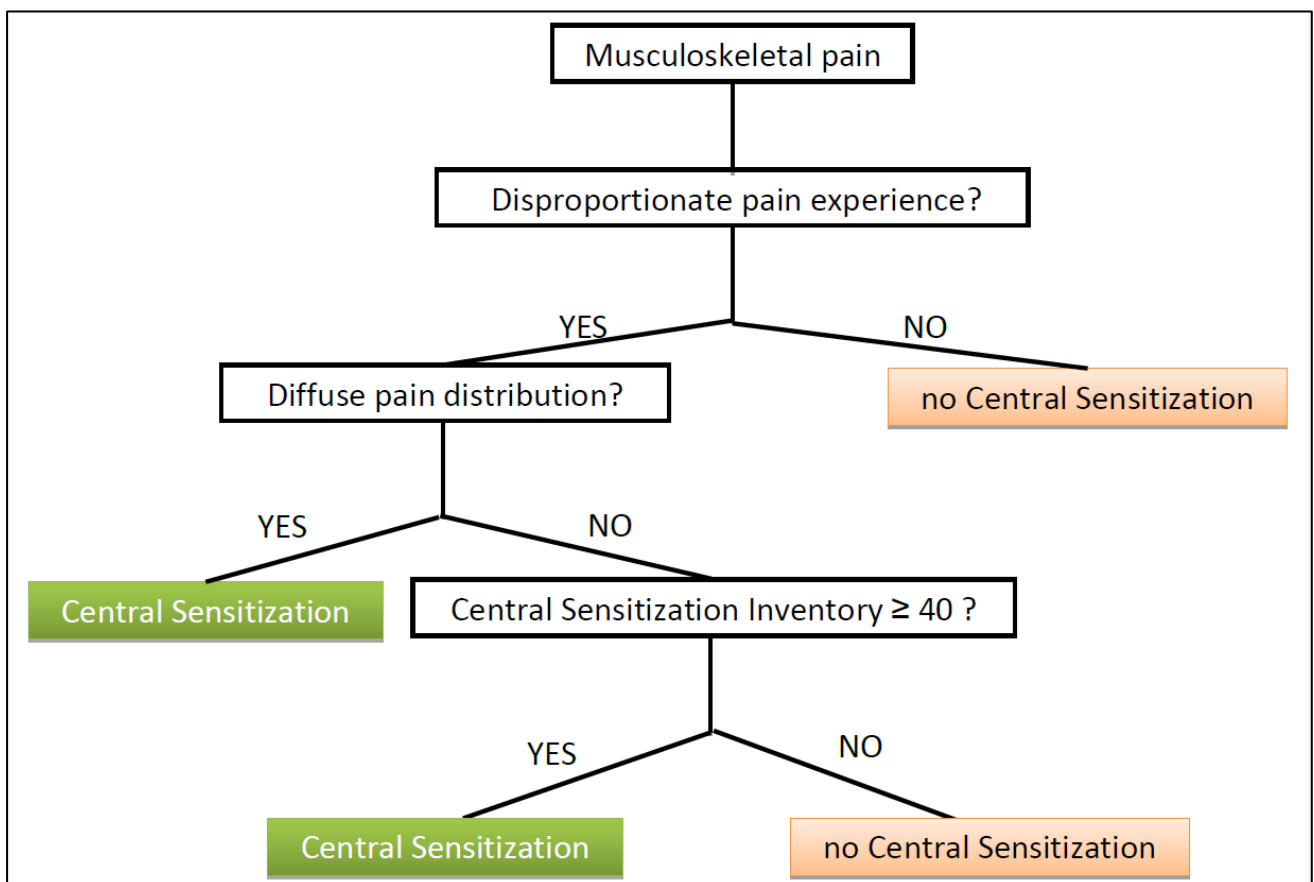 Musculoskeletal pain
Disproportionate pain experience?
YES
NO
Diffuse pain distribution?
no Central Sensitization
YES
NO
Central Sensitization
Central Sensitization Inventory ≥ 40 ?
YES
NO
Central Sensitization
no Central Sensitization